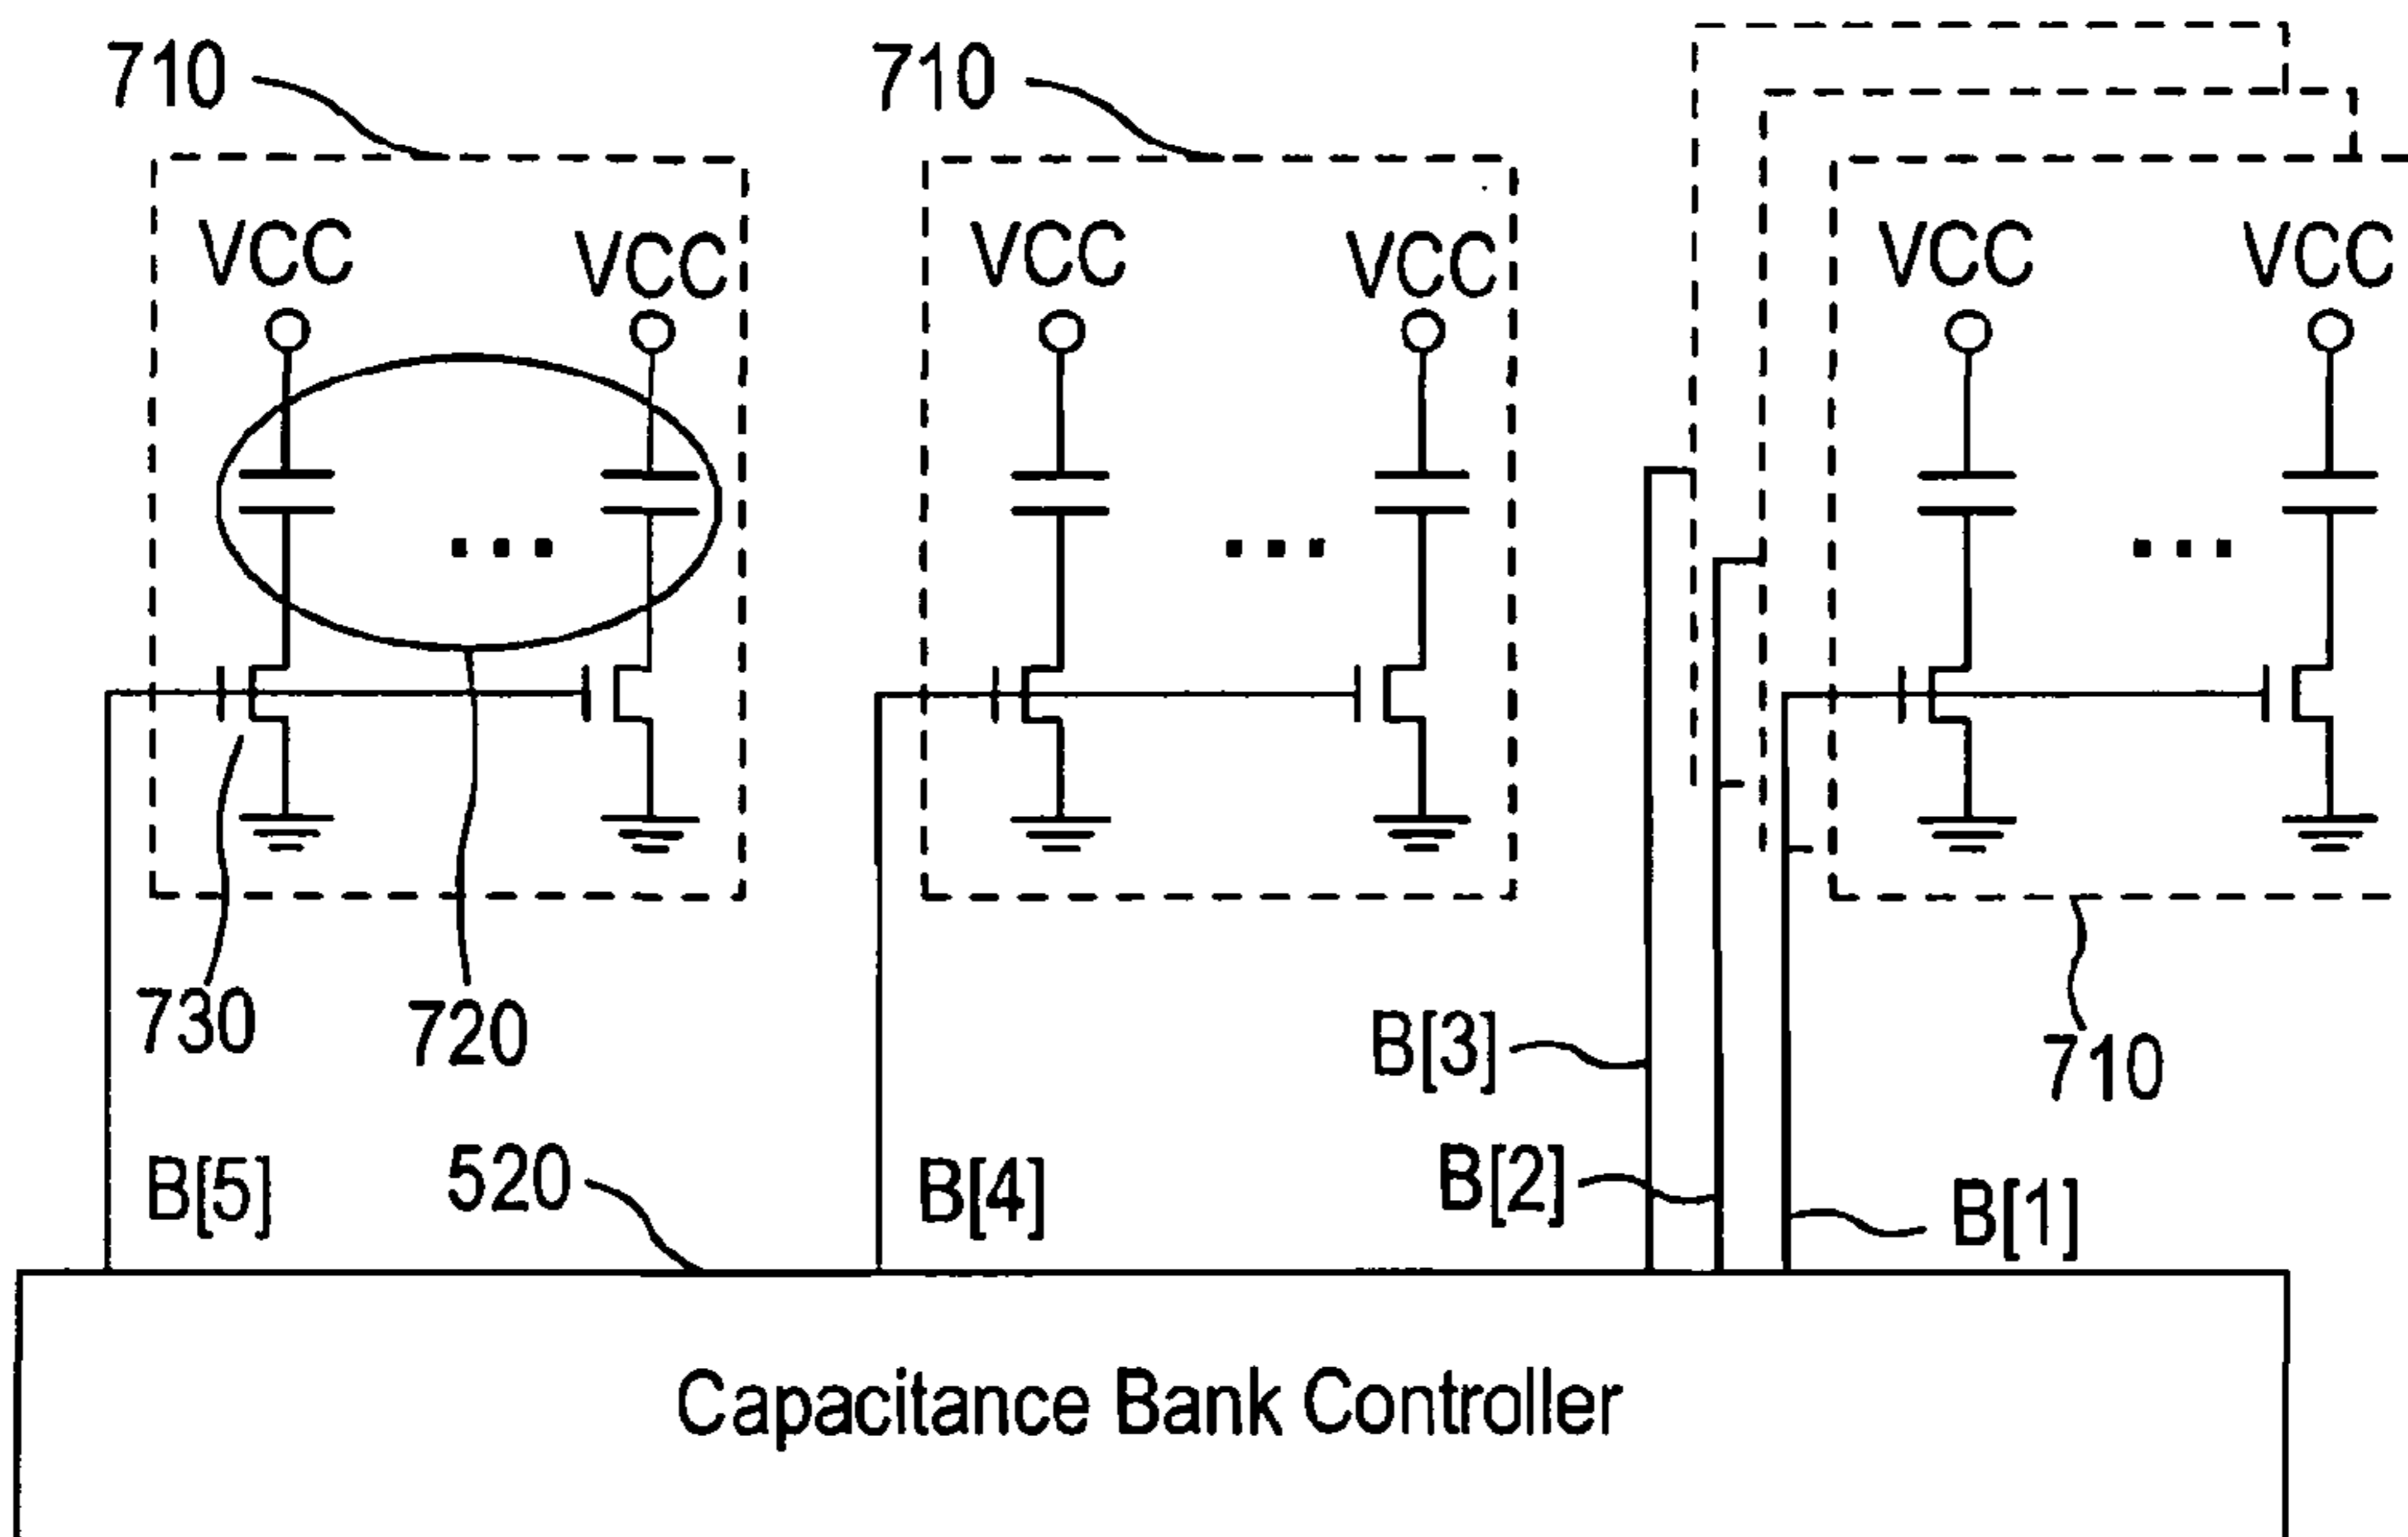 710 710
VCC VCC VCC VCC VCC VCC
730 720 B[3] 710
B[5] 520 B[4] B[2] B[1]
Capacitance Bank Controller